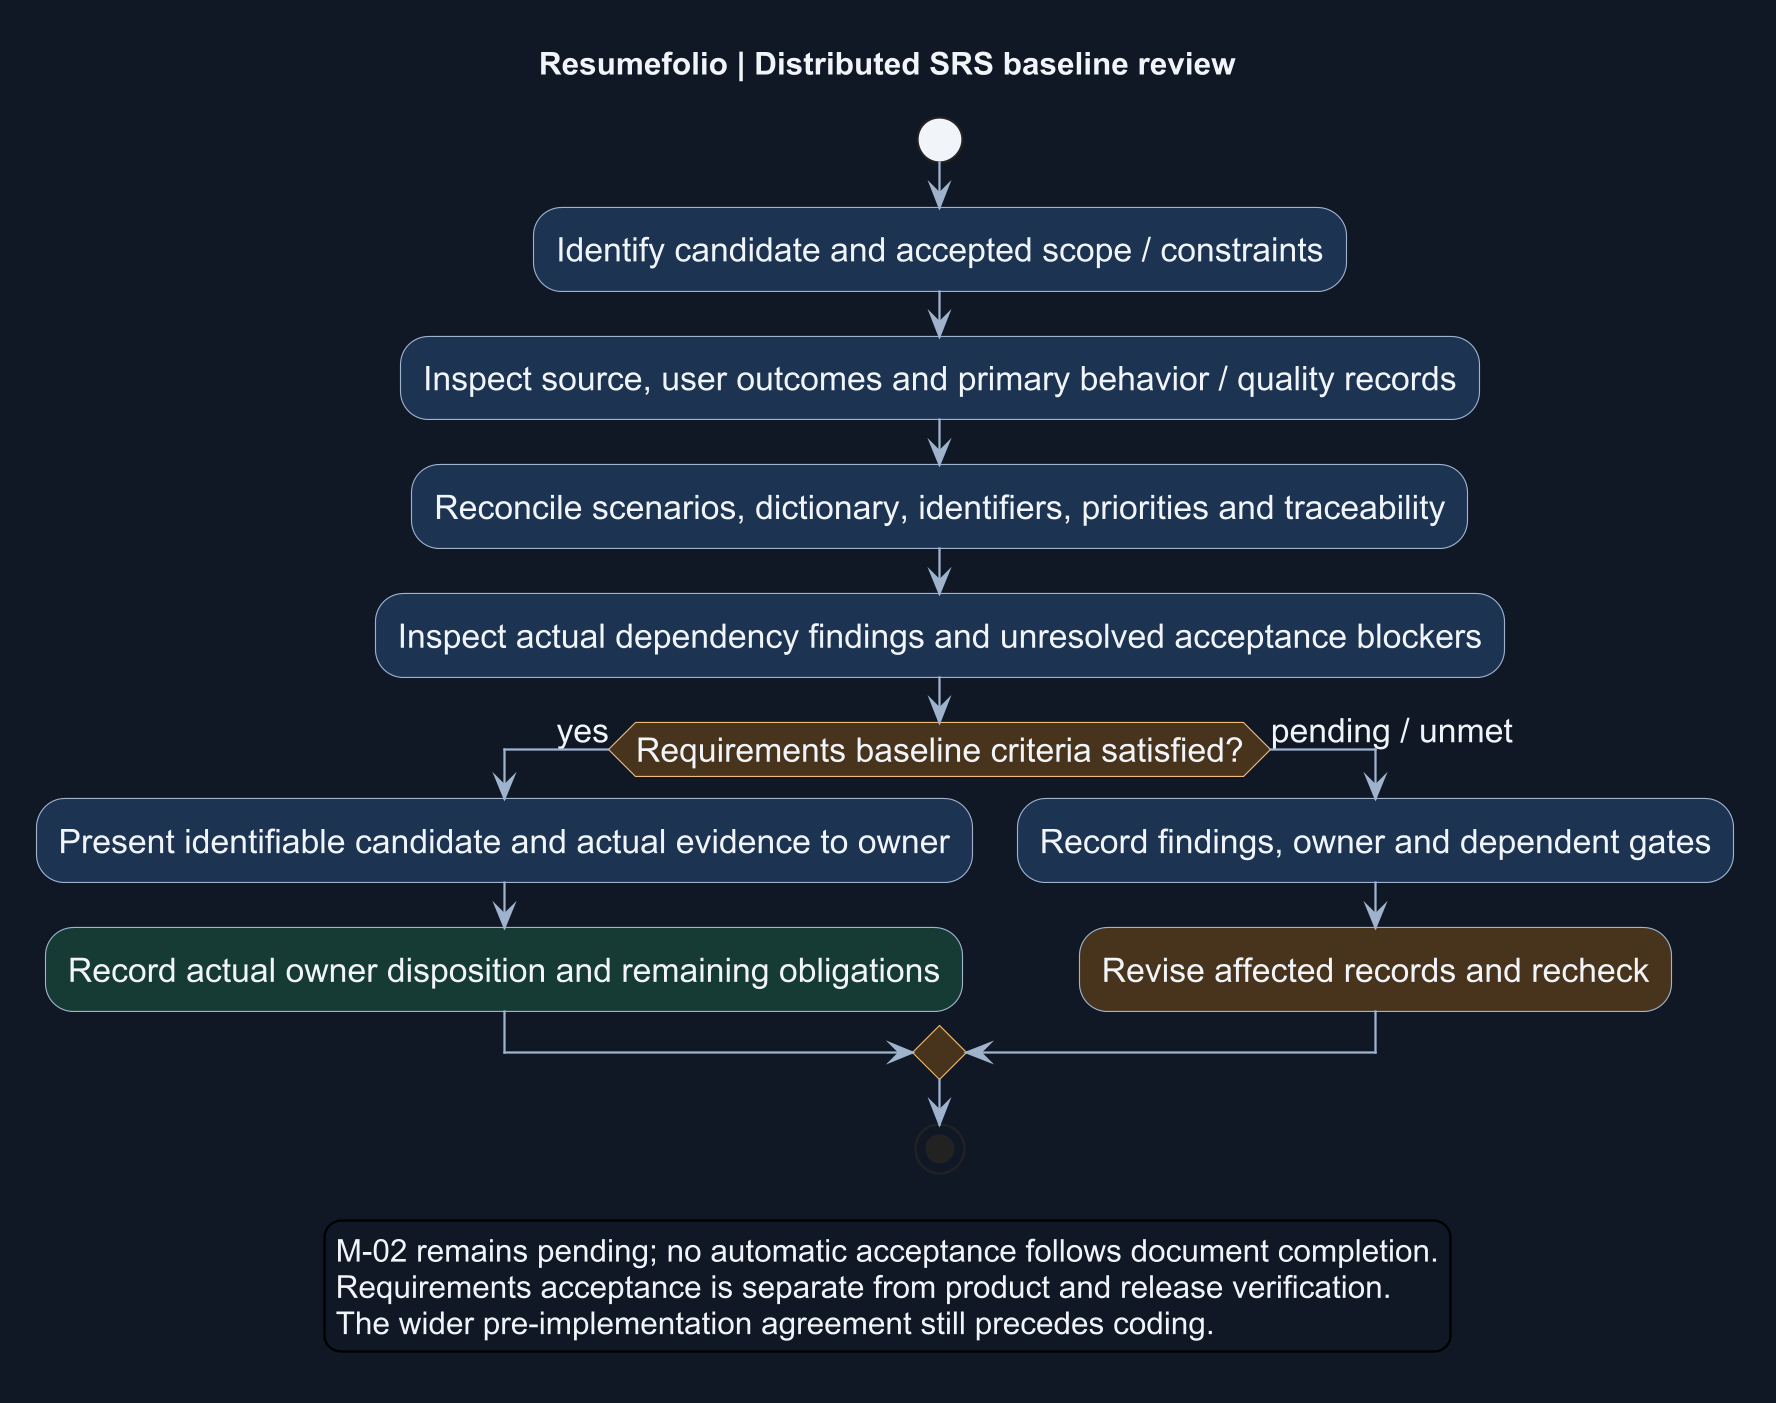 Resumefolio | Distributed SRS baseline review
Identify candidate and accepted scope / constraints
Inspect source, user outcomes and primary behavior / quality records
Reconcile scenarios, dictionary, identifiers, priorities and traceability
Inspect actual dependency findings and unresolved acceptance blockers
yes
Requirements baseline criteria satisfied?
pending / unmet
Present identifiable candidate and actual evidence to owner
Record findings, owner and dependent gates
Record actual owner disposition and remaining obligations
Revise affected records and recheck
M-02 remains pending; no automatic acceptance follows document completion.
Requirements acceptance is separate from product and release verification.
The wider pre-implementation agreement still precedes coding.